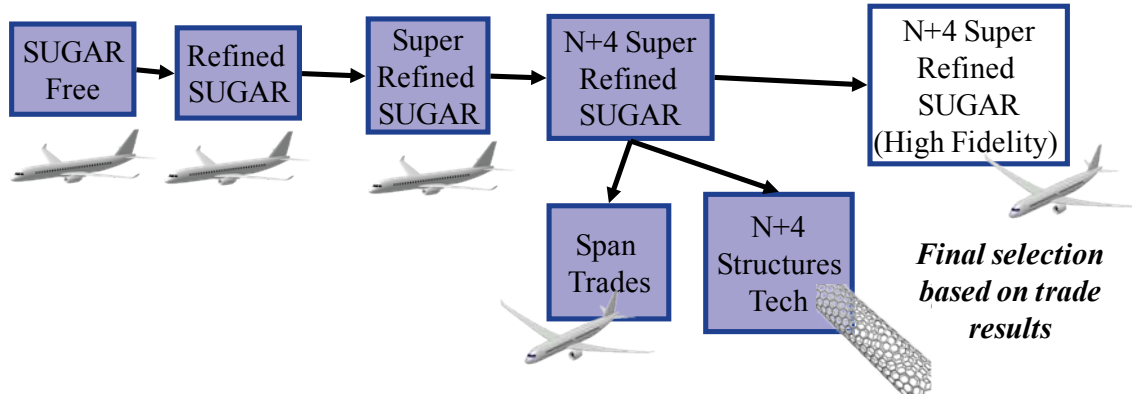 SUGAR
Free
Refined
SUGAR
Super
Refined
SUGAR
N+4 Super
Refined
SUGAR
N+4 Super
Refined
SUGAR
(High Fidelity)
Span
Trades
N+4
Structures
Tech
Final selection
based on trade
results